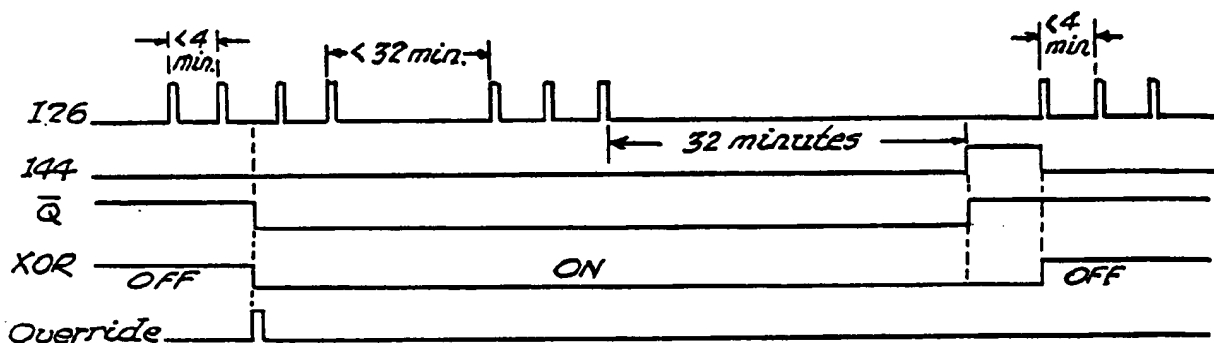 <4
min.
<32 min.
<4
min
I26
32 minutes
144
Q̅
XOR
OFF
ON
OFF
Override